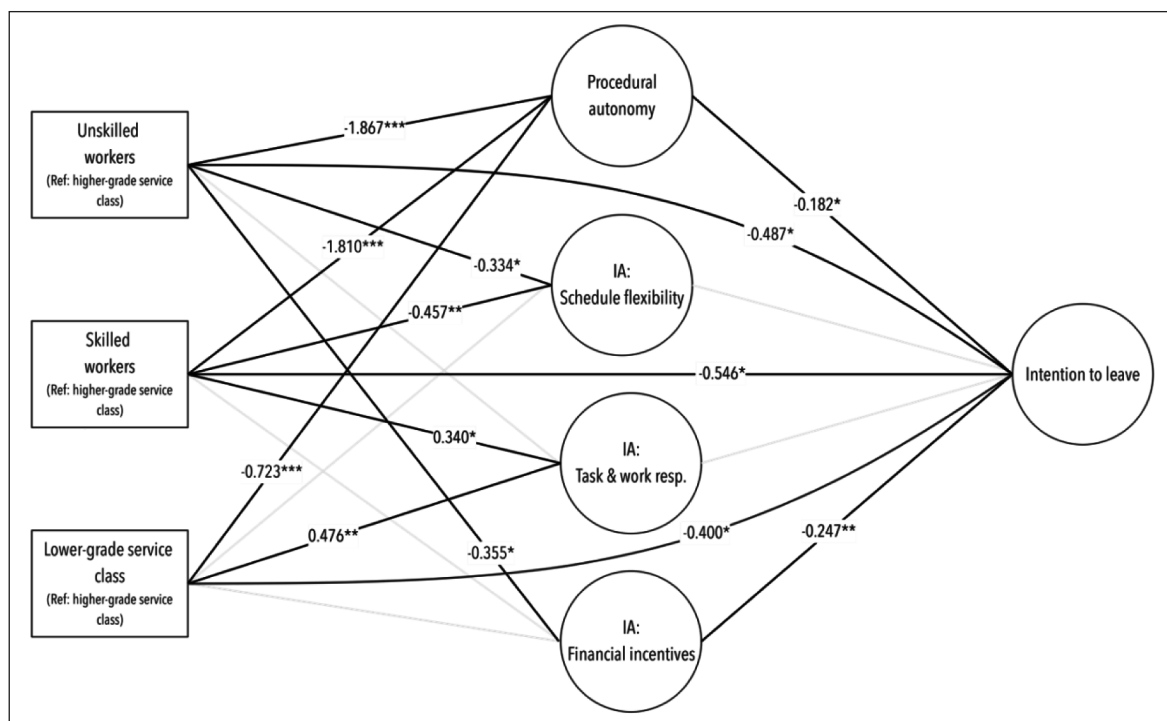 Procedural
autonomy
Unskilled
workers
(Ref: higher-grade service
class)
-1.867***
-0.182*
-0.487*
-1.810***
-0.334*
IA:
Schedule flexibility
-0.457**
Skilled
workers
(Ref: higher-grade service
class)
-0.546*
Intention to leave
0.340*
IA:
Task & work resp.
-0.723***
0.476**
-0.355*
-0.400*
-0.247**
Lower-grade service
class
(Ref: higher-grade service
class)
IA:
Financial incentives